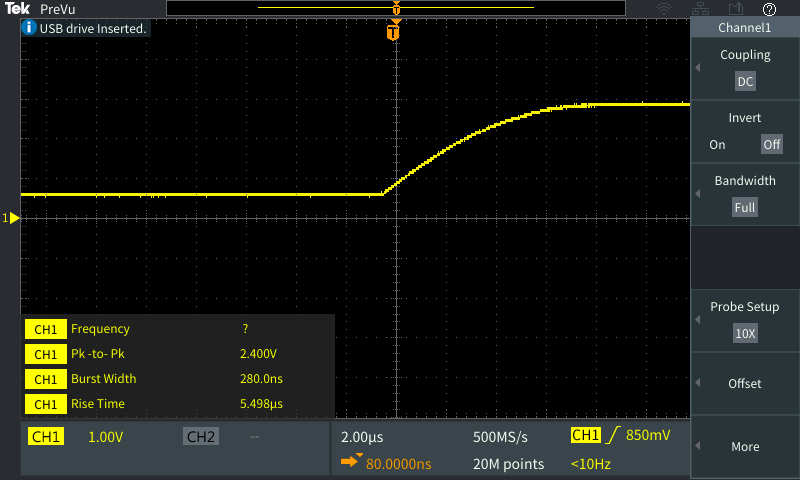 Tek PreVu
T
i USB drive Inserted.
T
1
CH1 Frequency ?
CH1 Pk -to- Pk 2.400V
CH1 Burst Width 280.0ns
CH1 Rise Time 5.498µs
CH1 1.00V CH2 --
2.00µs 500MS/s CH1 850mV
80.0000ns 20M points <10Hz
?
Channel1
Coupling
DC
Invert
On Off
Bandwidth
Full
Probe Setup
10X
Offset
More